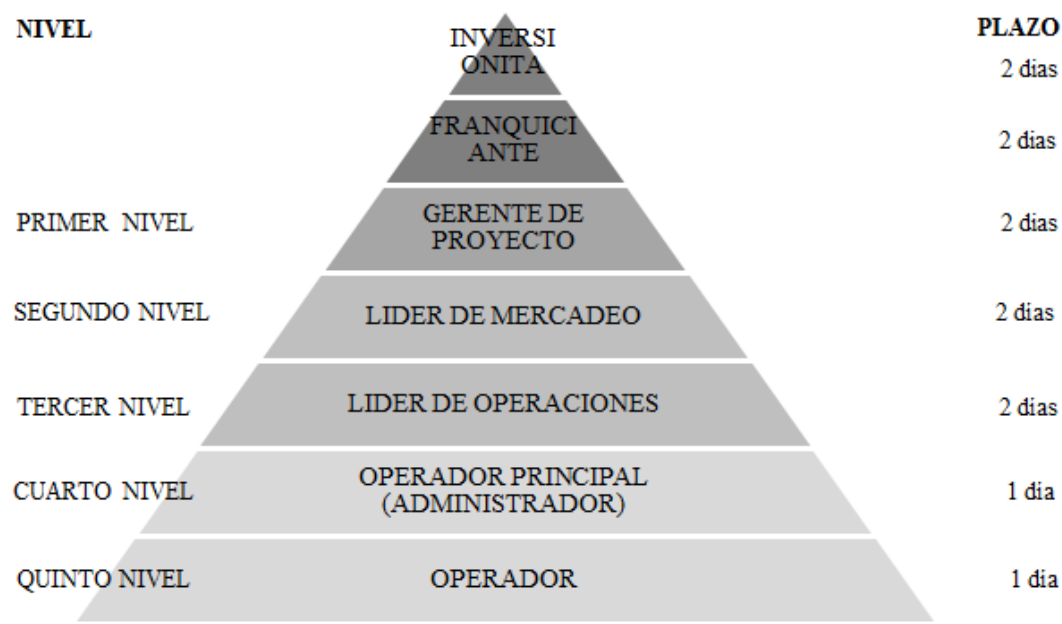 NIVEL
PLAZO
INVERSI
ONITA
2 dias
FRANQUICI
ANTE
2 dias
PRIMER NIVEL
GERENTE DE
PROYECTO
2 dias
SEGUNDO NIVEL
LIDER DE MERCADEO
2 dias
TERCER NIVEL
LIDER DE OPERACIONES
2 dias
CUARTO NIVEL
OPERADOR PRINCIPAL
(ADMINISTRADOR)
1 dia
QUINTO NIVEL
OPERADOR
1 dia